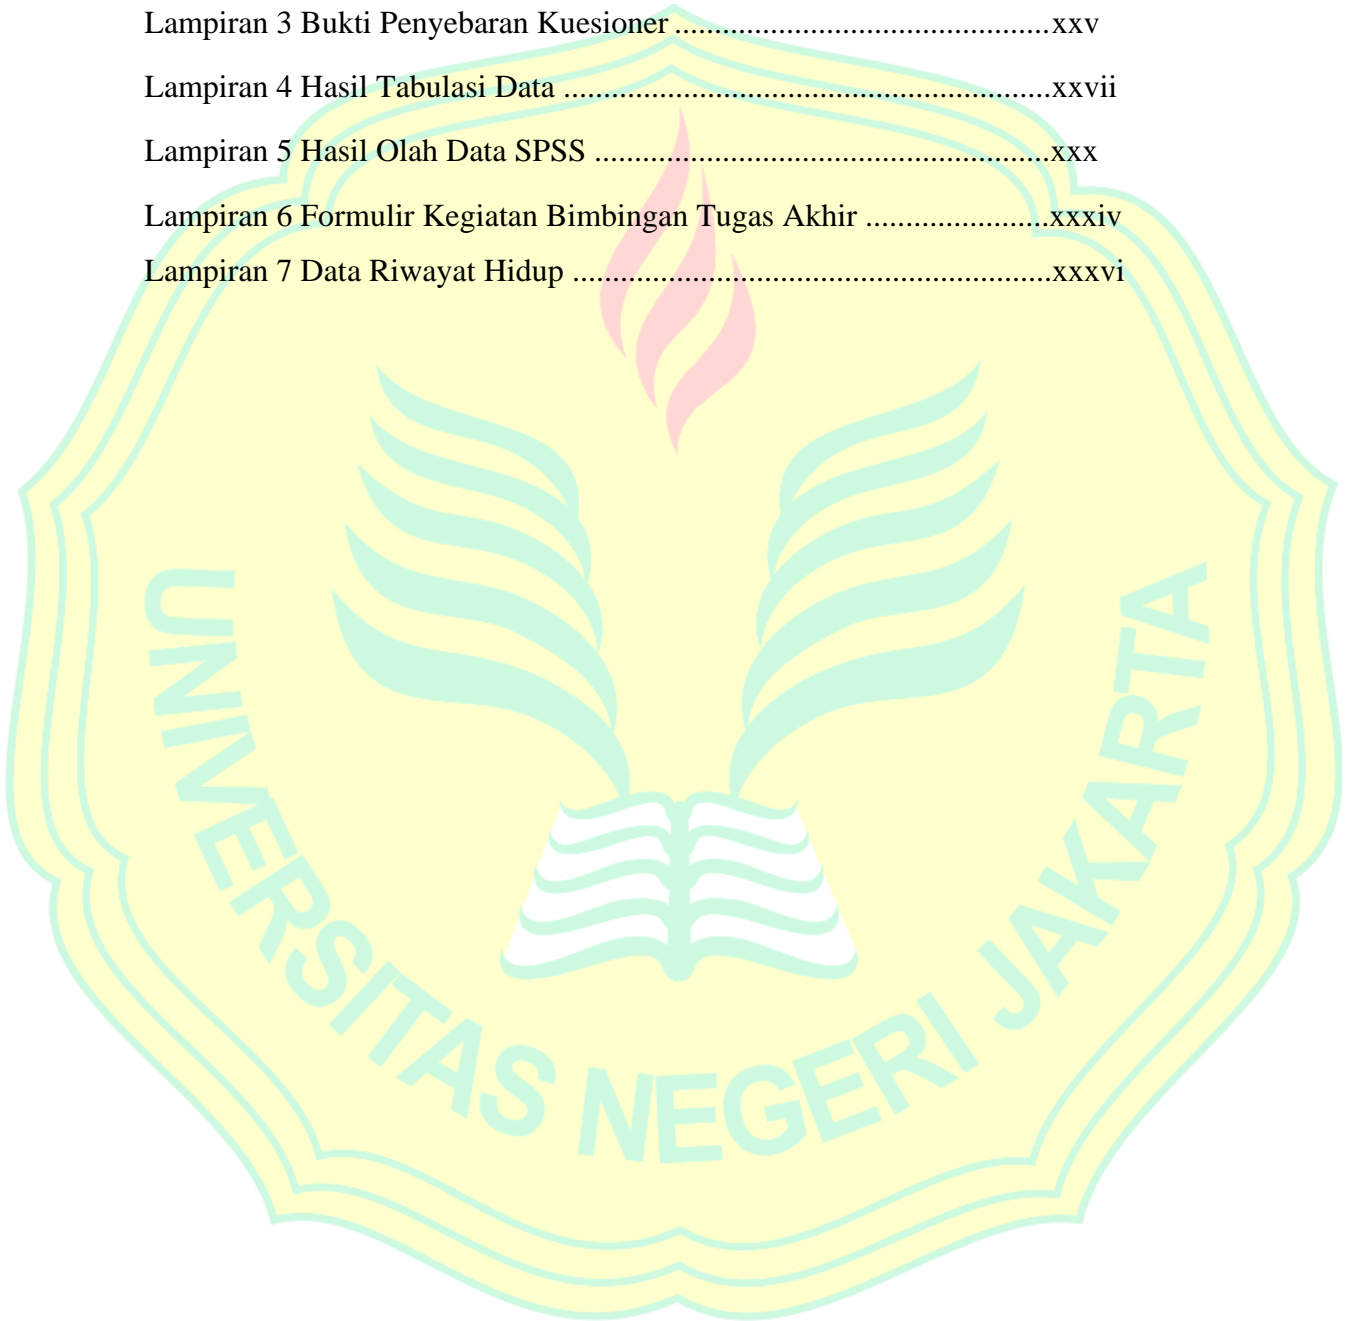 Lampiran 3 Bukti Penyebaran Kuesioner ..............................................xxv
Lampiran 4 Hasil Tabulasi Data ............................................................xxvii
Lampiran 5 Hasil Olah Data SPSS ........................................................xxx
Lampiran 6 Formulir Kegiatan Bimbingan Tugas Akhir ......................xxxiv
Lampiran 7 Data Riwayat Hidup ...........................................................xxxvi
UNIVERSITAS NEGERI JAKARTA